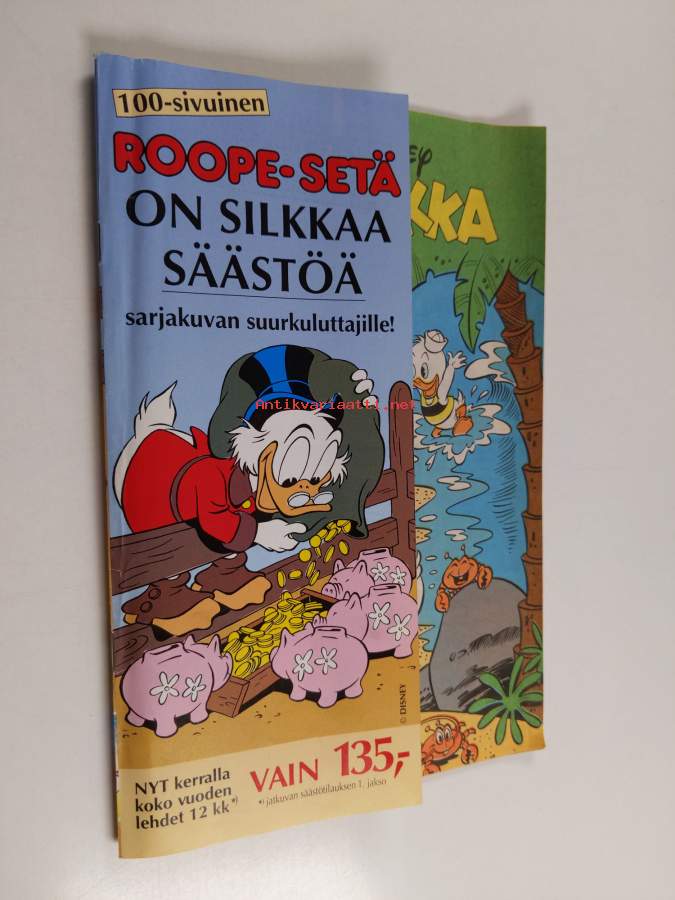 100-sivuinen
ROOPE-SETÄ
ON SILKKAA
SÄÄSTÖÄ
sarjakuvan suurkuluttajille!
Antikvariaatti.net
© DISNEY
NYT kerralla
koko vuoden
lehdet 12 kk*)
VAIN 135,-
*) jatkuvan säästötilauksen 1. jakso